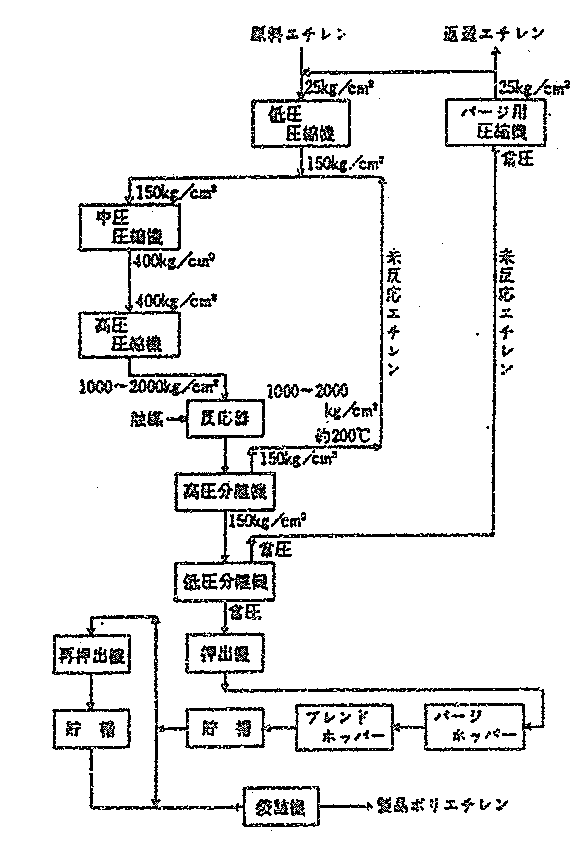 原料エチレン
返還エチレン
25kg/cm²
25kg/cm²
低圧
圧縮機
パージ用
圧縮機
150kg/cm²
常圧
150kg/cm²
中圧
圧縮機
400kg/cm²
未反応エチレン
未反応エチレン
400kg/cm²
高圧
圧縮機
1000~2000kg/cm²
1000~2000
kg/cm²
触媒
反応器
約200℃
150kg/cm²
高圧分離機
150kg/cm²
常圧
低圧分離機
常圧
再押出機
押出機
貯槽
貯槽
ブレンド
ホッパー
パージ
ホッパー
袋詰機
製品ポリエチレン